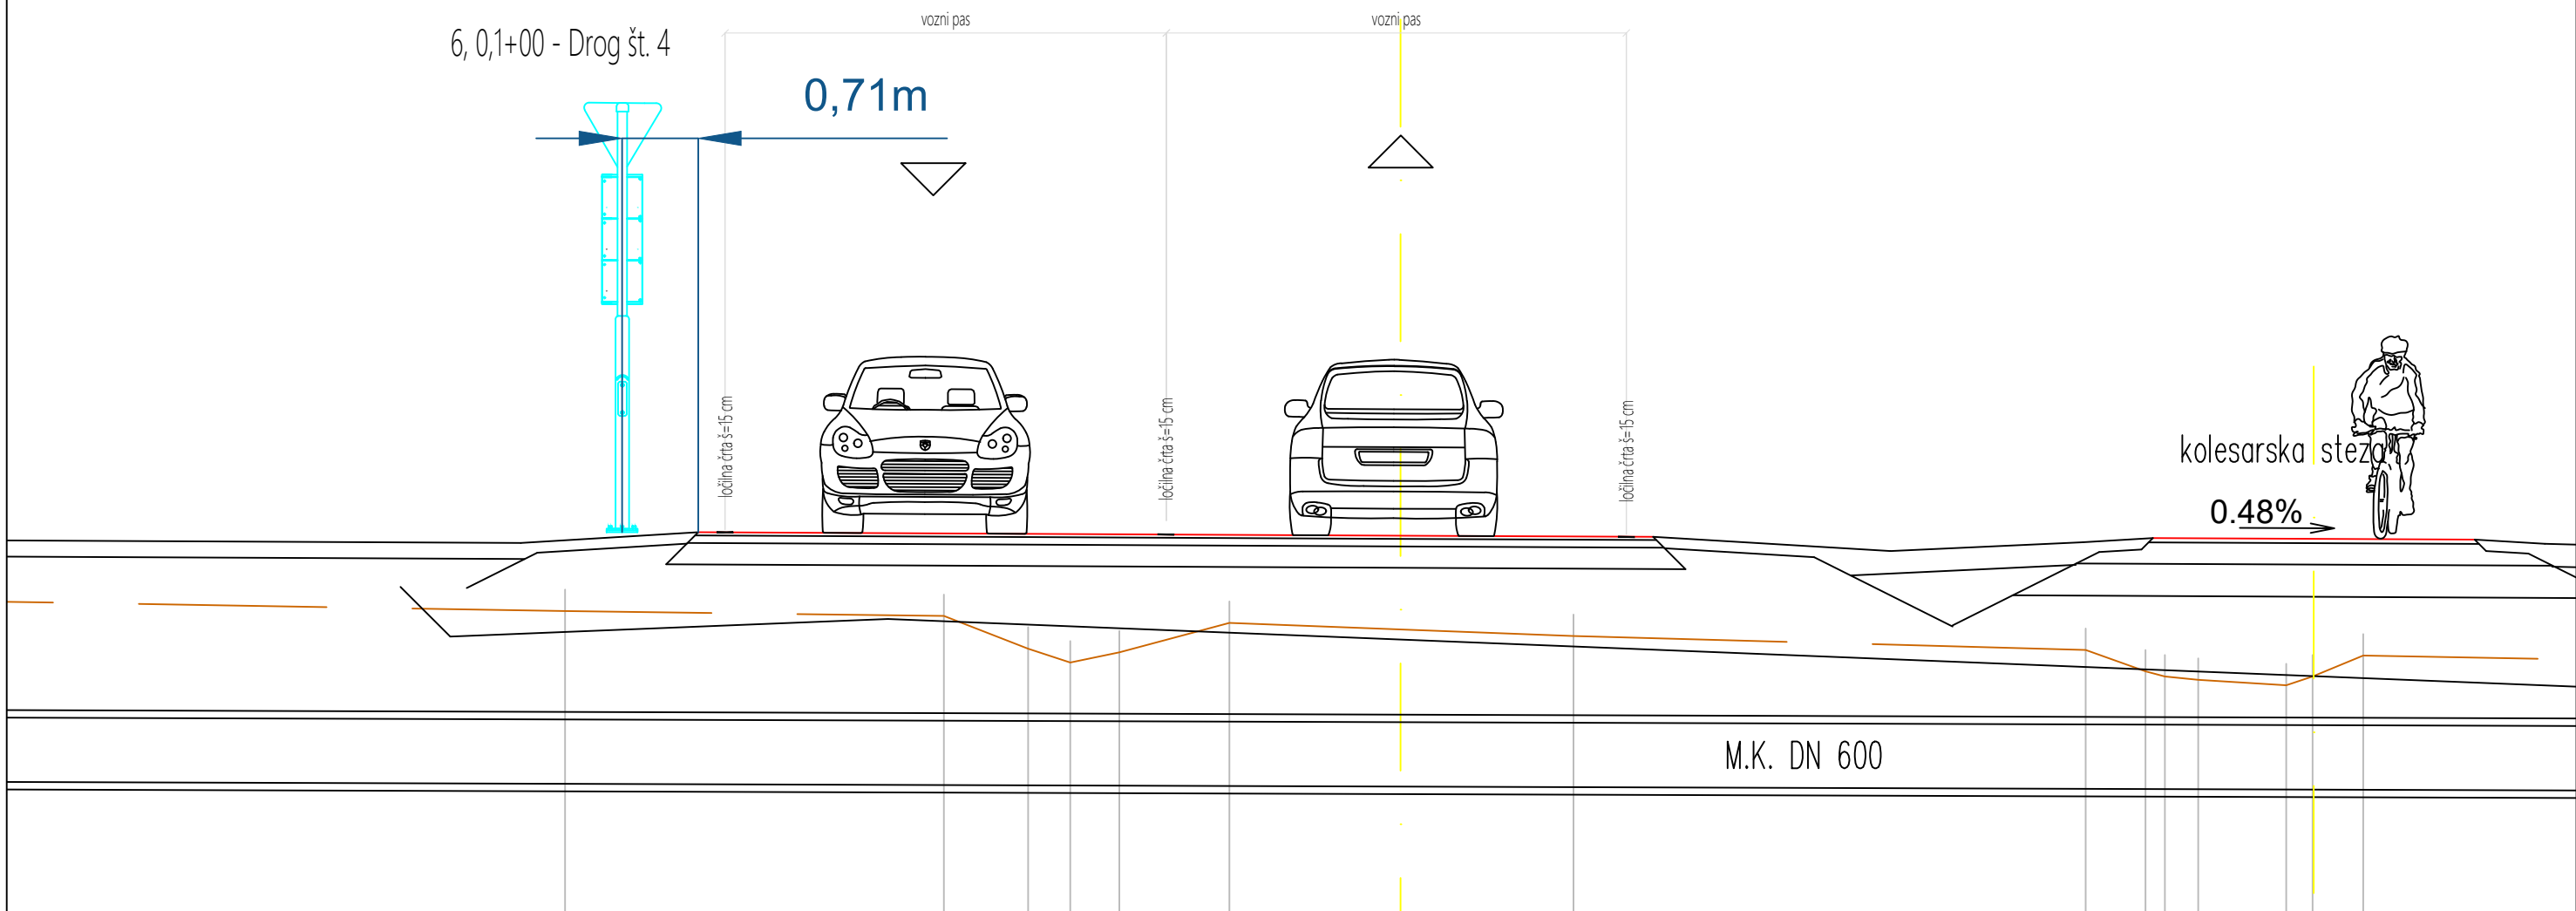 vozni pas
vozni pas
6, 0,1+00 - Drog št. 4
0,71m
ločilna črta š=15 cm
ločilna črta š=15 cm
ločilna črta š=15 cm
kolesarska steza
0.48%
M.K. DN 600